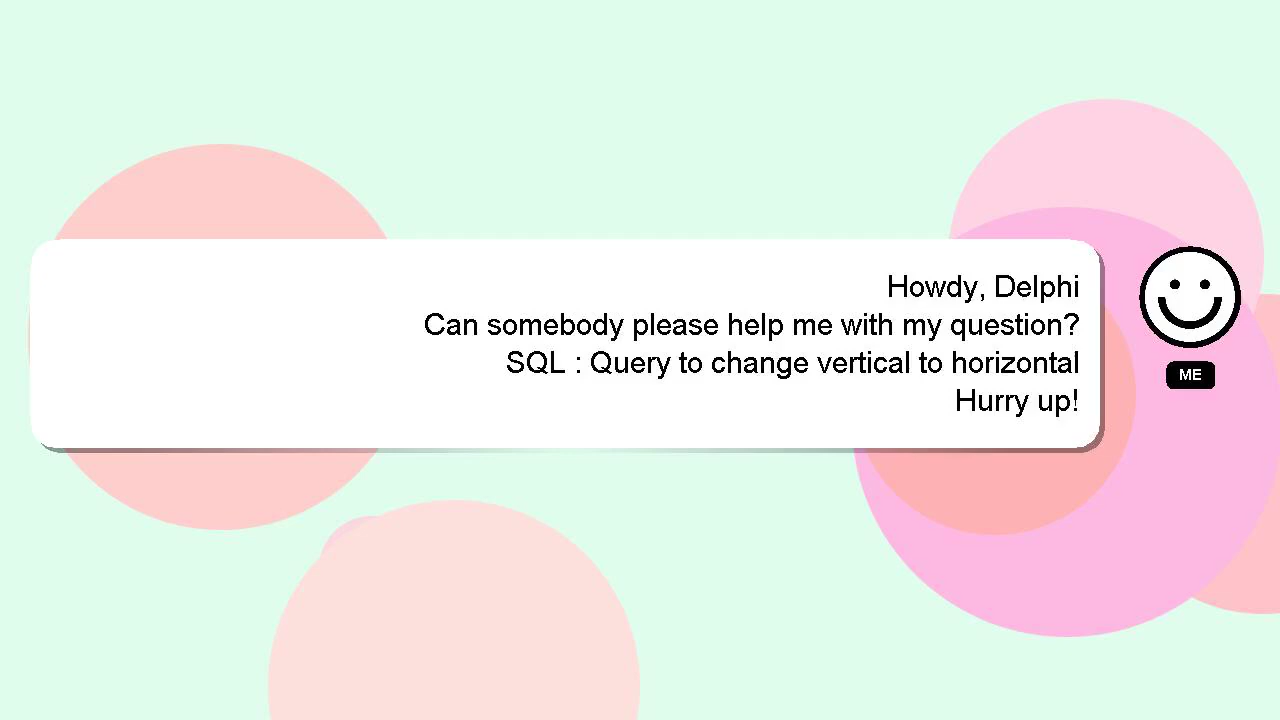 Howdy, Delphi
Can somebody please help me with my question?
SQL : Query to change vertical to horizontal
Hurry up!
ME